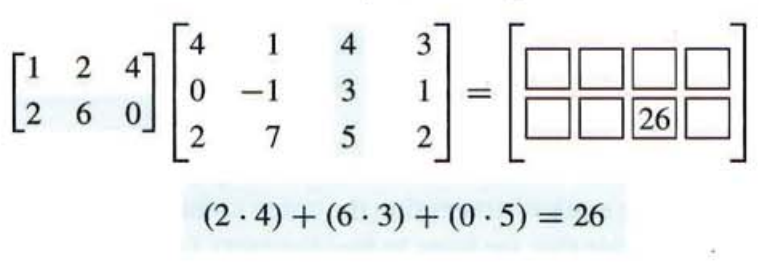 4 1 4 3
[1 2 4] [0 −1 3 1] = [□ □ □ □]
[2 6 0] [2 7 5 2] [□ □ 26 □]
(2 · 4) + (6 · 3) + (0 · 5) = 26